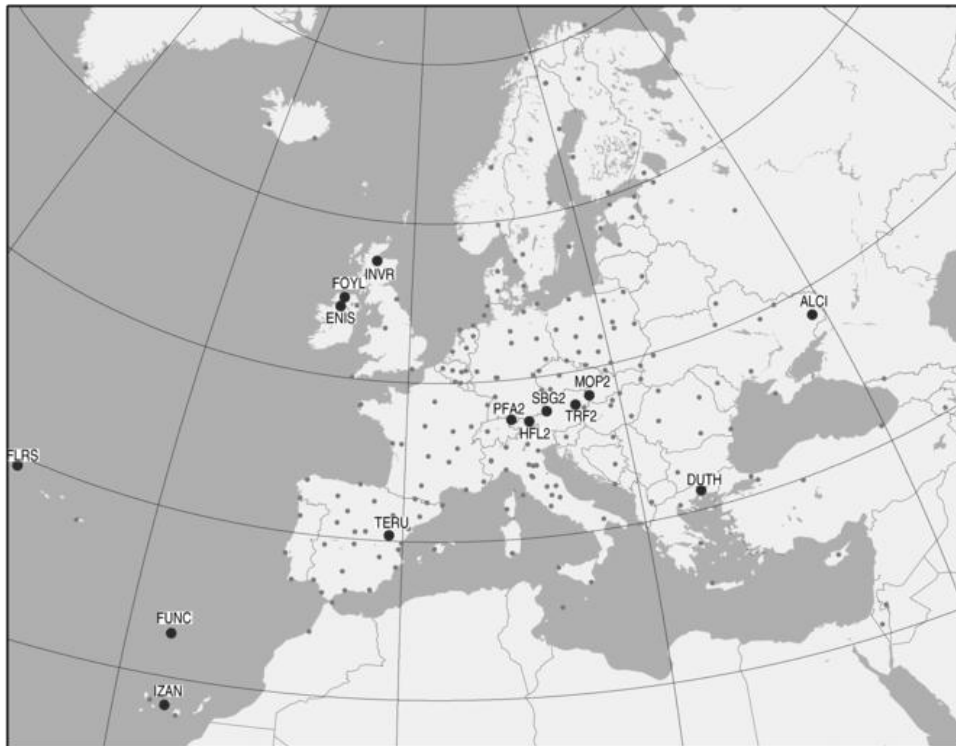 INVR
FOYL
ENIS
ALCI
MOP2
SBG2
TRF2
PFA2
HFL2
FLRS
DUTH
TERU
FUNC
IZAN